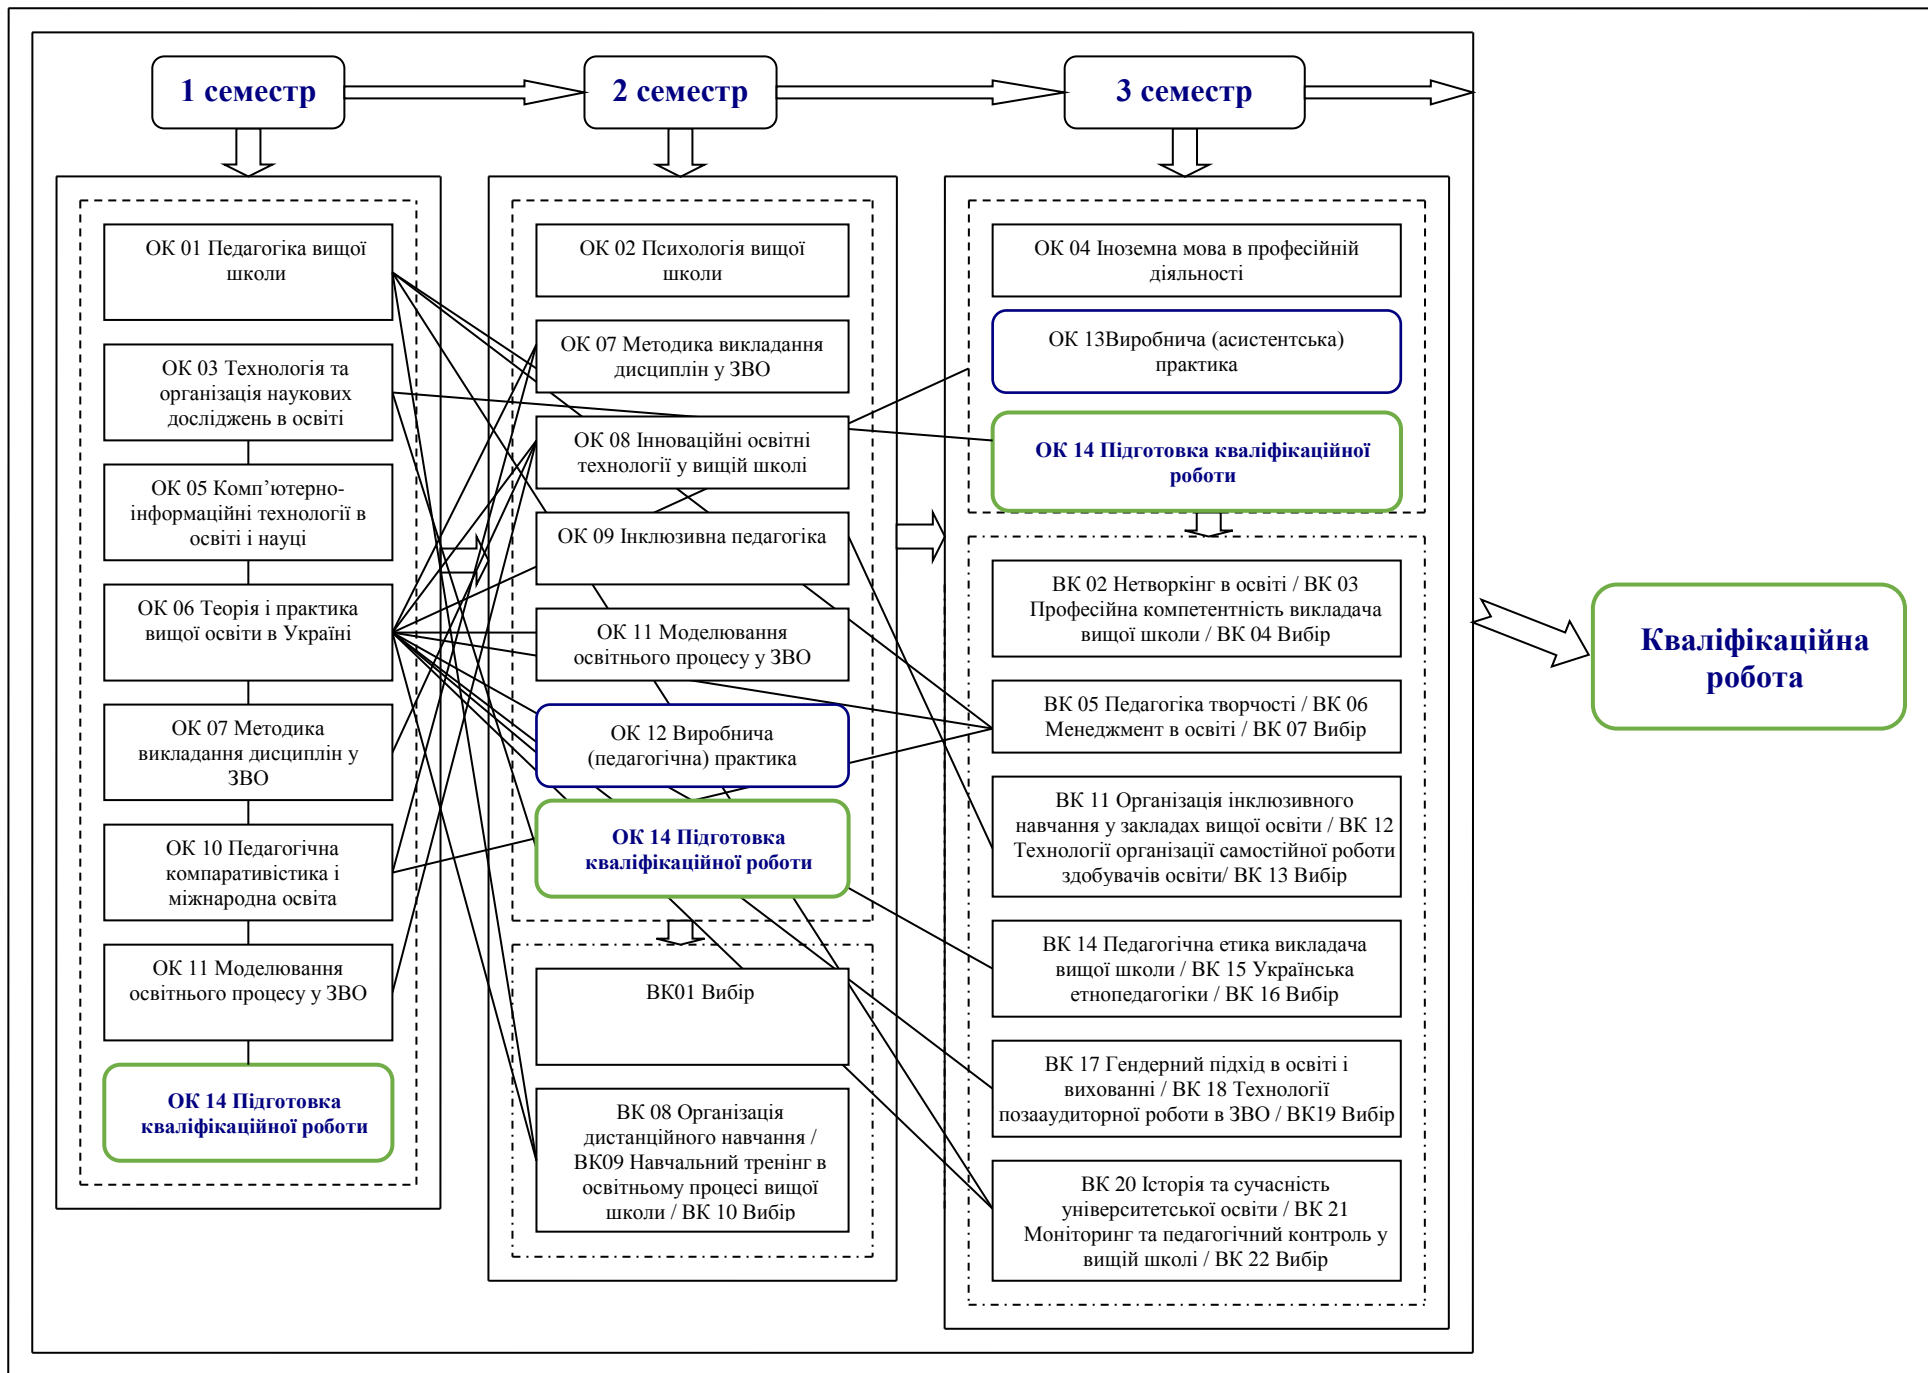 1 семестр
2 семестр
3 семестр
ОК 01 Педагогіка вищої
школи
ОК 03 Технологія та
організація наукових
досліджень в освіті
ОК 05 Комп’ютерно-
інформаційні технології в
освіті і науці
ОК 06 Теорія і практика
вищої освіти в Україні
ОК 07 Методика
викладання дисциплін у
ЗВО
ОК 10 Педагогічна
компаративістика і
міжнародна освіта
ОК 11 Моделювання
освітнього процесу у ЗВО
ОК 14 Підготовка
кваліфікаційної роботи
ОК 02 Психологія вищої
школи
ОК 07 Методика викладання
дисциплін у ЗВО
ОК 08 Інноваційні освітні
технології у вищій школі
ОК 09 Інклюзивна педагогіка
ОК 11 Моделювання
освітнього процесу у ЗВО
ОК 12 Виробнича
(педагогічна) практика
ОК 14 Підготовка
кваліфікаційної роботи
ВК01 Вибір
ВК 08 Організація
дистанційного навчання /
ВК09 Навчальний тренінг в
освітньому процесі вищої
школи / ВК 10 Вибір
ОК 04 Іноземна мова в професійній
діяльності
ОК 13Виробнича (асистентська)
практика
ОК 14 Підготовка кваліфікаційної
роботи
ВК 02 Нетворкінг в освіті / ВК 03
Професійна компетентність викладача
вищої школи / ВК 04 Вибір
ВК 05 Педагогіка творчості / ВК 06
Менеджмент в освіті / ВК 07 Вибір
ВК 11 Організація інклюзивного
навчання у закладах вищої освіти / ВК 12
Технології організації самостійної роботи
здобувачів освіти/ ВК 13 Вибір
ВК 14 Педагогічна етика викладача
вищої школи / ВК 15 Українська
етнопедагогіки / ВК 16 Вибір
ВК 17 Гендерний підхід в освіті і
вихованні / ВК 18 Технології
позааудиторної роботи в ЗВО / ВК19 Вибір
ВК 20 Історія та сучасність
університетської освіти / ВК 21
Моніторинг та педагогічний контроль у
вищій школі / ВК 22 Вибір
Кваліфікаційна
робота